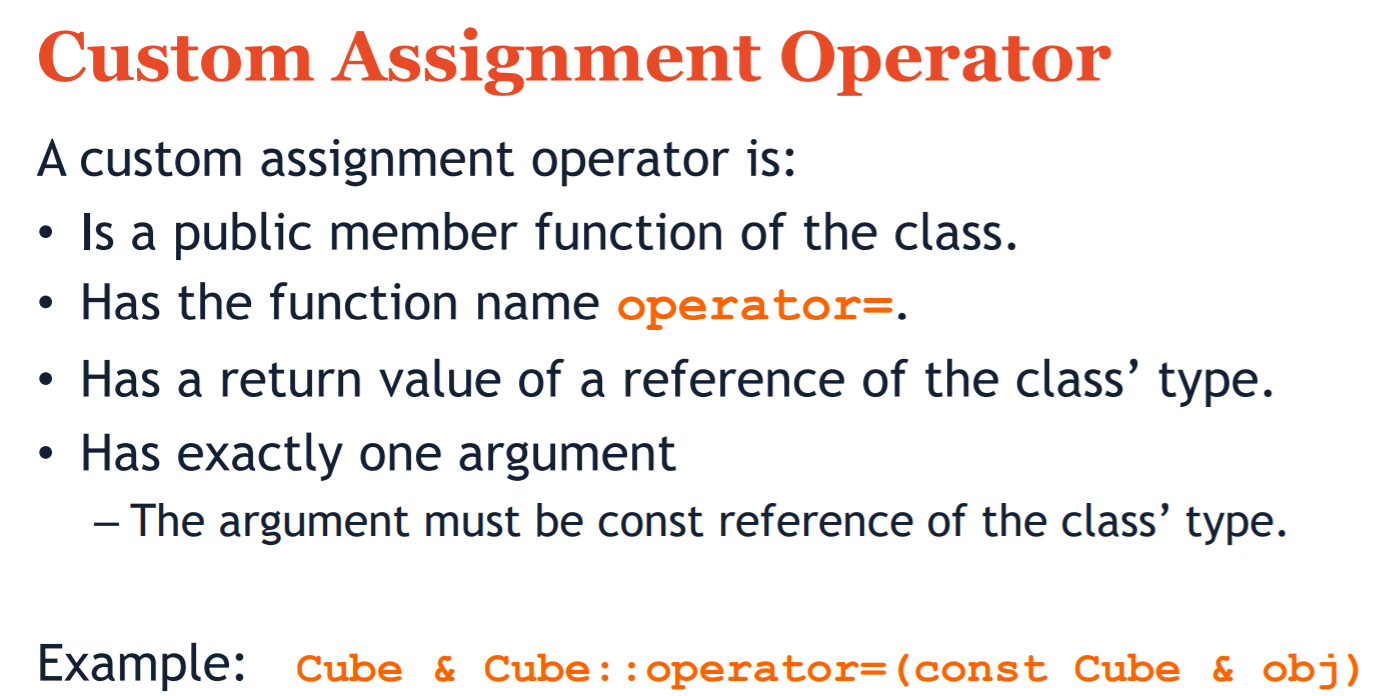 Custom Assignment Operator
A custom assignment operator is:
• Is a public member function of the class.
• Has the function name operator=.
• Has a return value of a reference of the class’ type.
• Has exactly one argument
– The argument must be const reference of the class’ type.
Example: Cube & Cube::operator=(const Cube & obj)